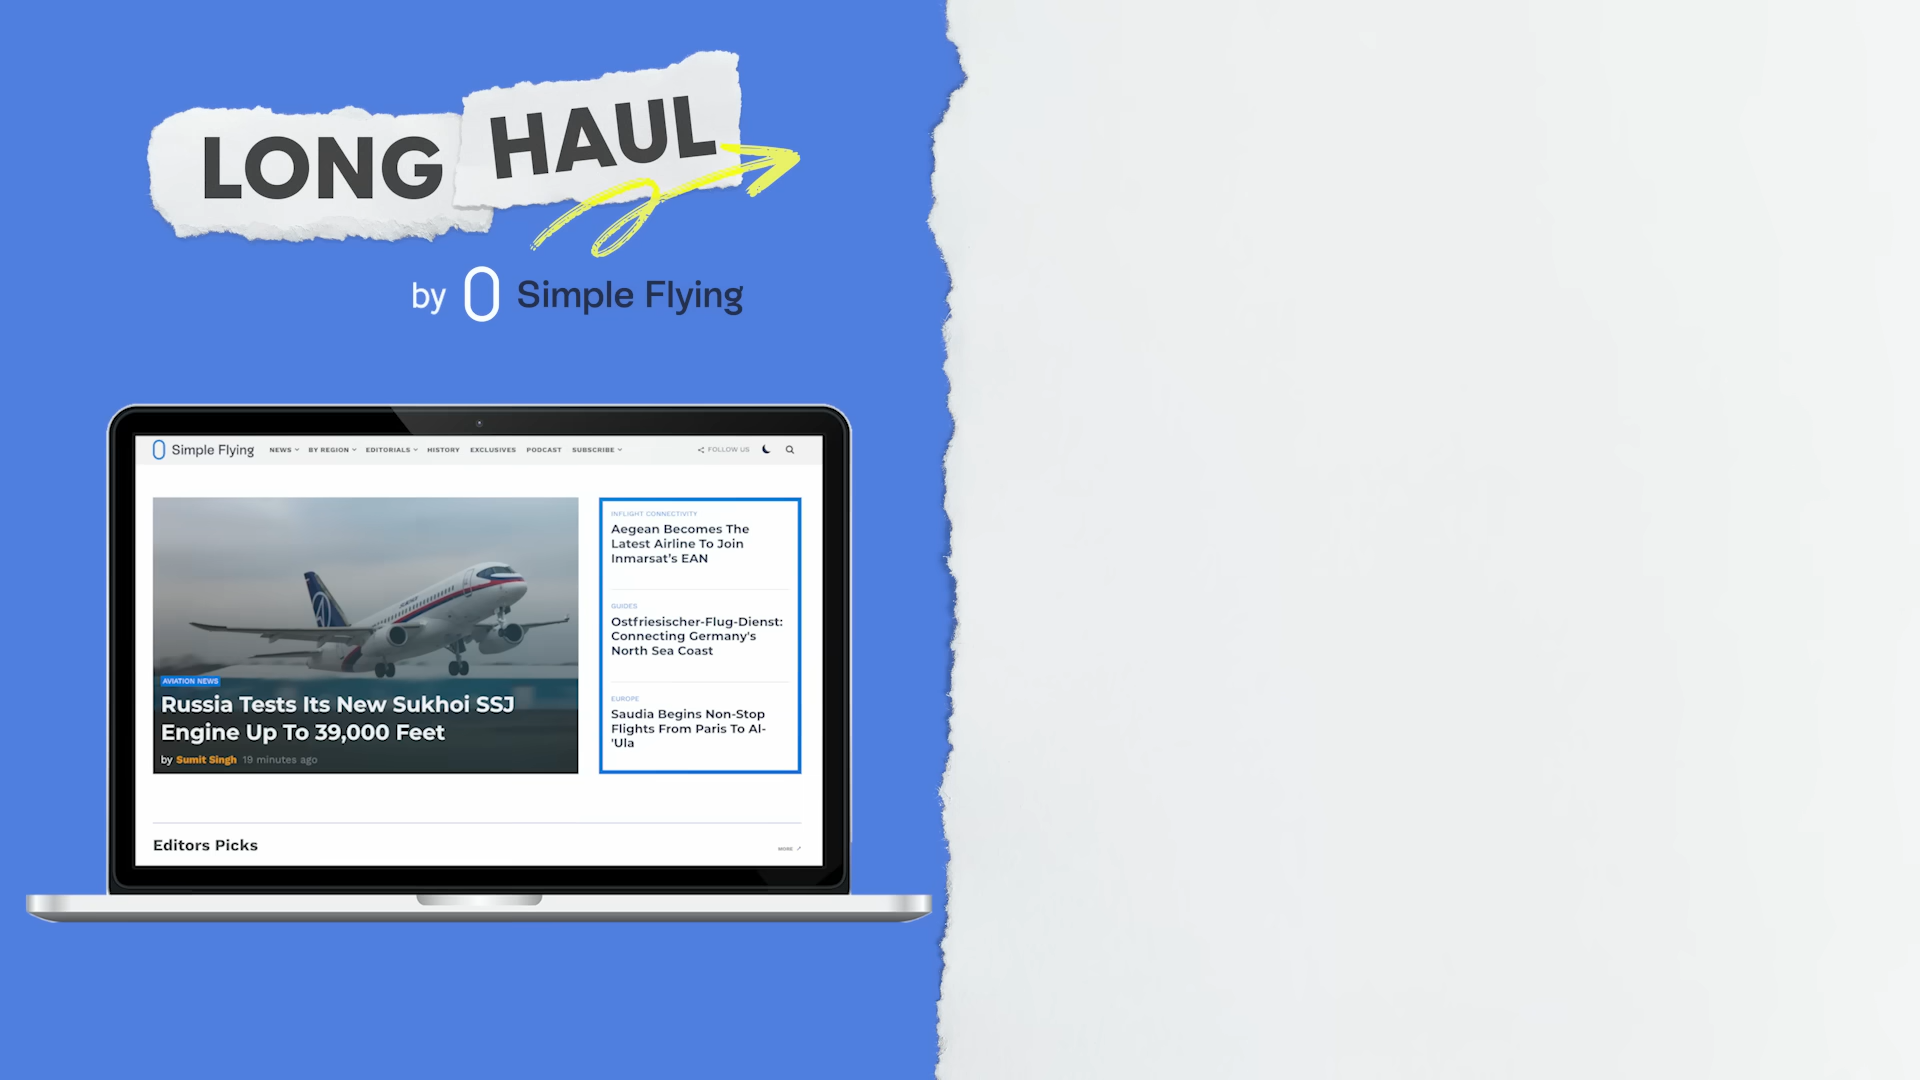 LONG HAUL
by Simple Flying
Simple Flying NEWS BY REGION EDITORIALS HISTORY EXCLUSIVES PODCAST SUBSCRIBE FOLLOW US
AVIATION NEWS
Russia Tests Its New Sukhoi SSJ
Engine Up To 39,000 Feet
by Sumit Singh 19 minutes ago
INFLIGHT CONNECTIVITY
Aegean Becomes The
Latest Airline To Join
Inmarsat's EAN
GUIDES
Ostfriesischer-Flug-Dienst:
Connecting Germany's
North Sea Coast
EUROPE
Saudia Begins Non-Stop
Flights From Paris To Al-
'Ula
Editors Picks
MORE